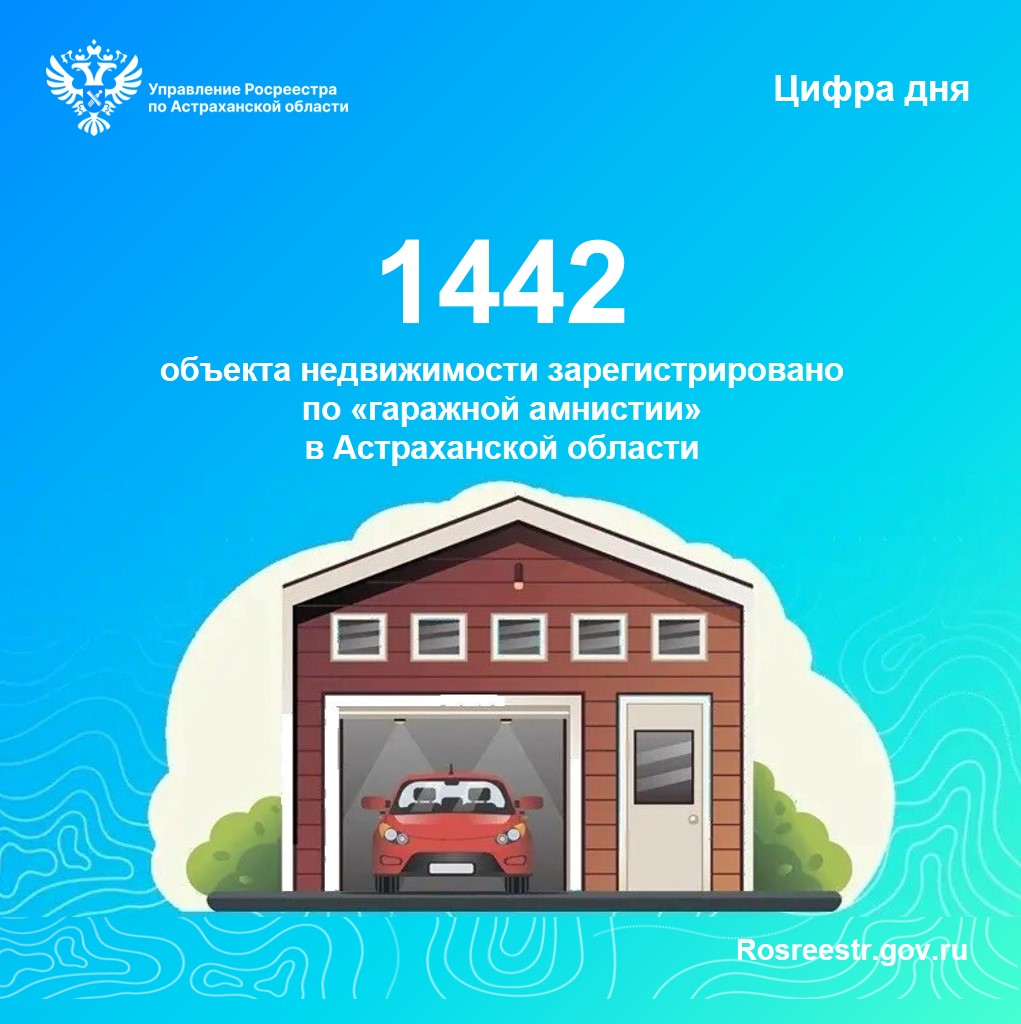 Управление Росреестра
по Астраханской области
Цифра дня
1442
объекта недвижимости зарегистрировано
по «гаражной амнистии»
в Астраханской области
Rosreestr.gov.ru